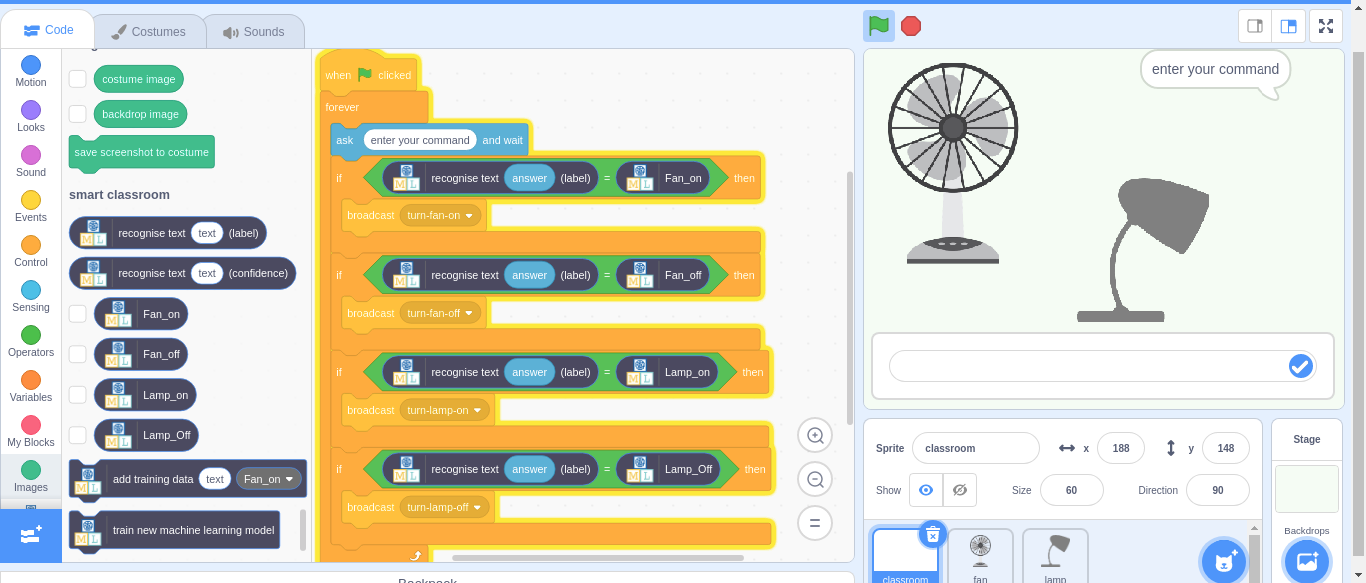 Code
Costumes
Sounds
Motion
Looks
Sound
Events
Control
Sensing
Operators
Variables
My Blocks
Images
costume image
backdrop image
save screenshot to costume
smart classroom
recognise text text (label)
recognise text text (confidence)
Fan_on
Fan_off
Lamp_on
Lamp_Off
add training data text Fan_on
train new machine learning model
when clicked
forever
ask enter your command and wait
if recognise text answer (label) = Fan_on then
broadcast turn-fan-on
if recognise text answer (label) = Fan_off then
broadcast turn-fan-off
if recognise text answer (label) = Lamp_on then
broadcast turn-lamp-on
if recognise text answer (label) = Lamp_Off then
broadcast turn-lamp-off
Backpack
enter your command
Sprite classroom x 188 y 148
Show Size 60 Direction 90
classroom
fan
lamp
Stage
Backdrops